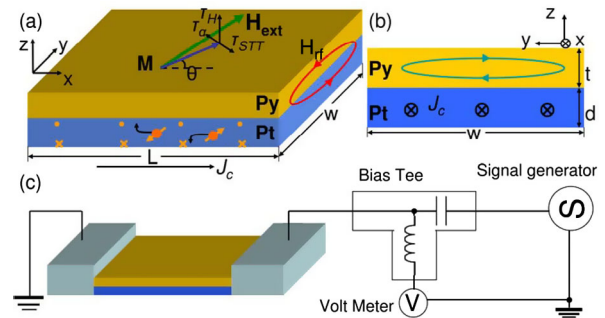 (a)
z
y
x
M
τH
τα
Hext
τSTT
θ
Hrf
Py
Pt
w
L
Jc
(b)
z
y
x
Py
t
Pt
Jc
d
w
(c)
Bias Tee
Signal generator
S
Volt Meter
V